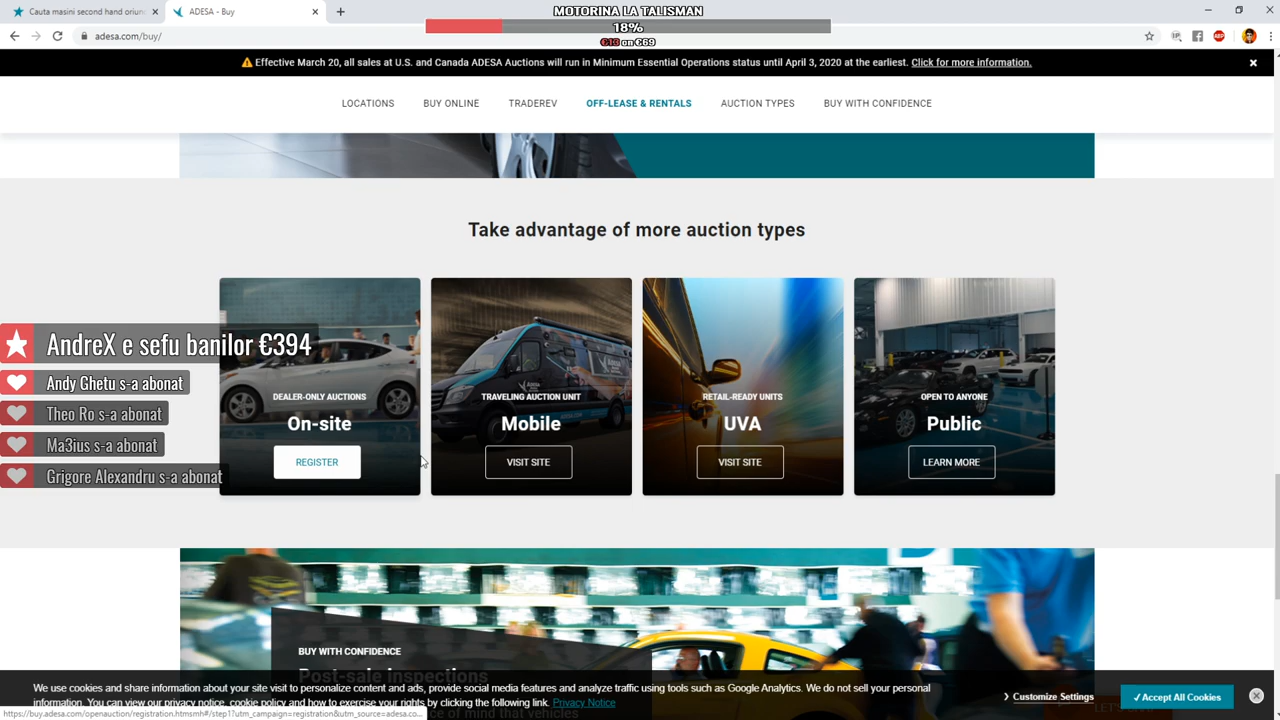 Cauta masini second hand oriun
ADESA - Buy
MOTORINA LA TALISMAN
18%
€13 an €69
adesa.com/buy/
Effective March 20, all sales at U.S. and Canada ADESA Auctions will run in Minimum Essential Operations status until April 3, 2020 at the earliest. Click for more information.
LOCATIONS BUY ONLINE TRADEREV OFF-LEASE & RENTALS AUCTION TYPES BUY WITH CONFIDENCE
Take advantage of more auction types
AndreX e sefu banilor €394
Andy Ghetu s-a abonat
Theo Ro s-a abonat
Ma3ius s-a abonat
Grigore Alexandru s-a abonat
DEALER-ONLY AUCTIONS
On-site
REGISTER
TRAVELING AUCTION UNIT
Mobile
VISIT SITE
RETAIL-READY UNITS
UVA
VISIT SITE
OPEN TO ANYONE
Public
LEARN MORE
BUY WITH CONFIDENCE
Post-sale inspections
We use cookies and share information about your site visit to personalize content and ads, provide social media features and analyze traffic using tools such as Google Analytics. We do not sell your personal
information. You can view our privacy notice, cookie policy and how to exercise your rights by clicking the following link. Privacy Notice
Customize Settings
✓Accept All Cookies
https://buy.adesa.com/openauction/registration.htmsmh#/step1?utm_campaign=registration&utm_source=adesa.co...